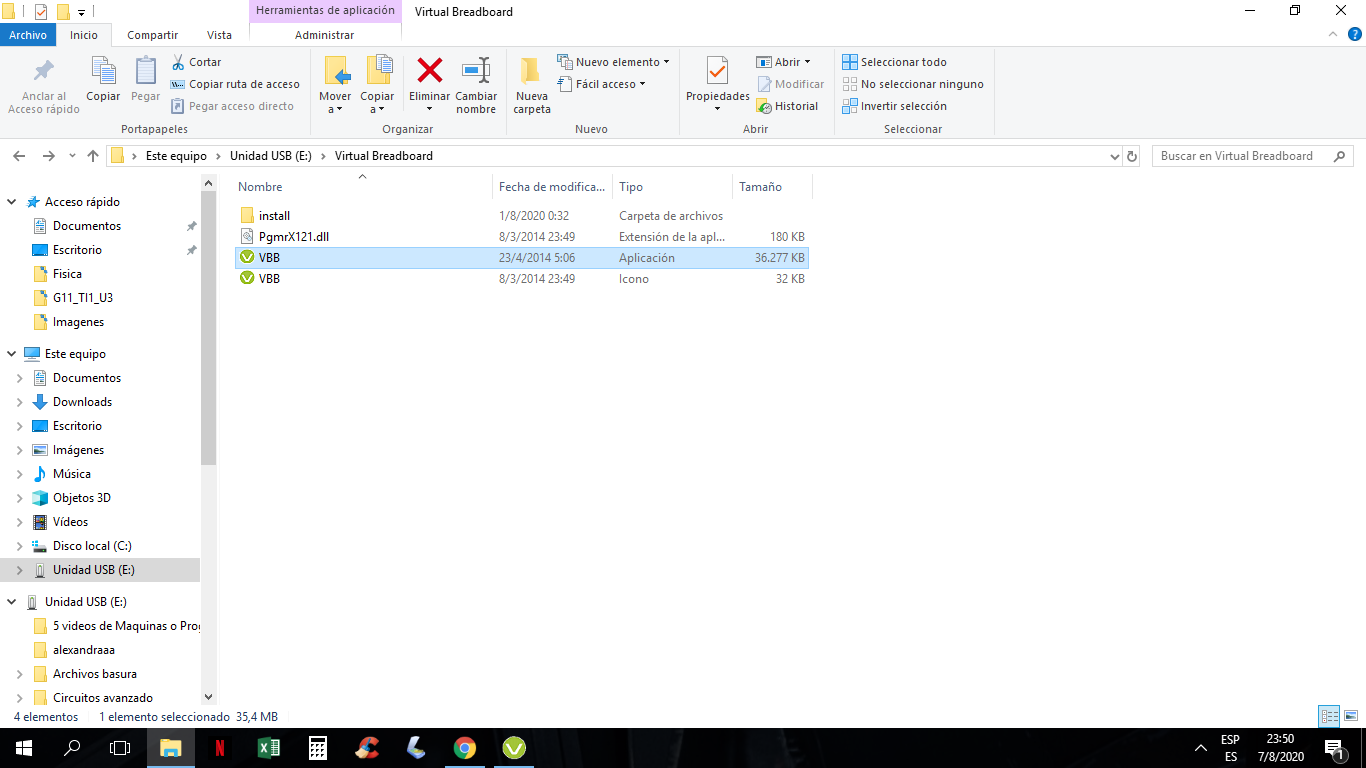 Herramientas de aplicación
Virtual Breadboard
Archivo
Inicio
Compartir
Vista
Administrar
Anclar al
Acceso rápido
Copiar
Pegar
Cortar
Copiar ruta de acceso
Pegar acceso directo
Portapapeles
Mover
a
Copiar
a
Eliminar
Cambiar
nombre
Organizar
Nueva
carpeta
Nuevo elemento
Fácil acceso
Nuevo
Propiedades
Abrir
Modificar
Historial
Abrir
Seleccionar todo
No seleccionar ninguno
Invertir selección
Seleccionar
Este equipo
Unidad USB (E:)
Virtual Breadboard
Buscar en Virtual Breadboard
Acceso rápido
Documentos
Escritorio
Fisica
G11_TI1_U3
Imagenes
Este equipo
Documentos
Downloads
Escritorio
Imágenes
Música
Objetos 3D
Vídeos
Disco local (C:)
Unidad USB (E:)
Unidad USB (E:)
5 videos de Maquinas o Prog
alexandraaa
Archivos basura
Circuitos avanzado
Nombre Fecha de modifica... Tipo Tamaño
install 1/8/2020 0:32 Carpeta de archivos
PgmrX121.dll 8/3/2014 23:49 Extensión de la apl... 180 KB
VBB 23/4/2014 5:06 Aplicación 36.277 KB
VBB 8/3/2014 23:49 Icono 32 KB
4 elementos 1 elemento seleccionado 35,4 MB
ESP
ES
23:50
7/8/2020
1